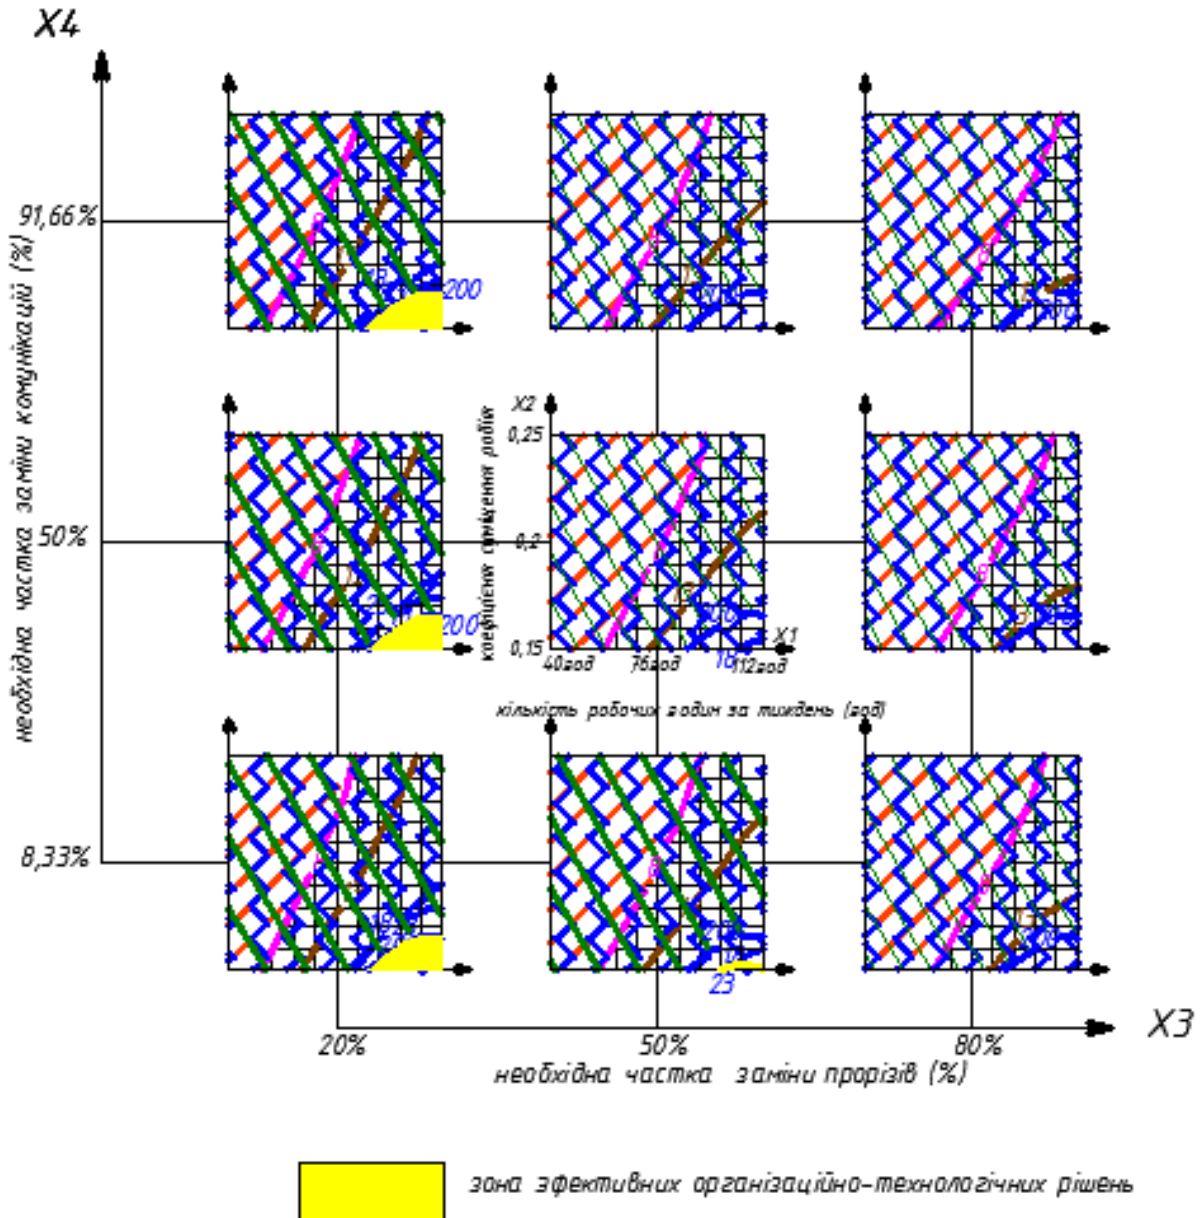 X4
91,66%
200
необхідна частка заміни комунікацій (%)
X2
0,25
50%
0,2
коефіцієнт суміщення робіт
200
0,15
X1
40год
76год
18
112год
кількість робочих годин за тиждень (год)
8,33%
23
X3
20%
50%
80%
необхідна частка заміни прорізів (%)
зона эфективних організаційно-технологічних рішень